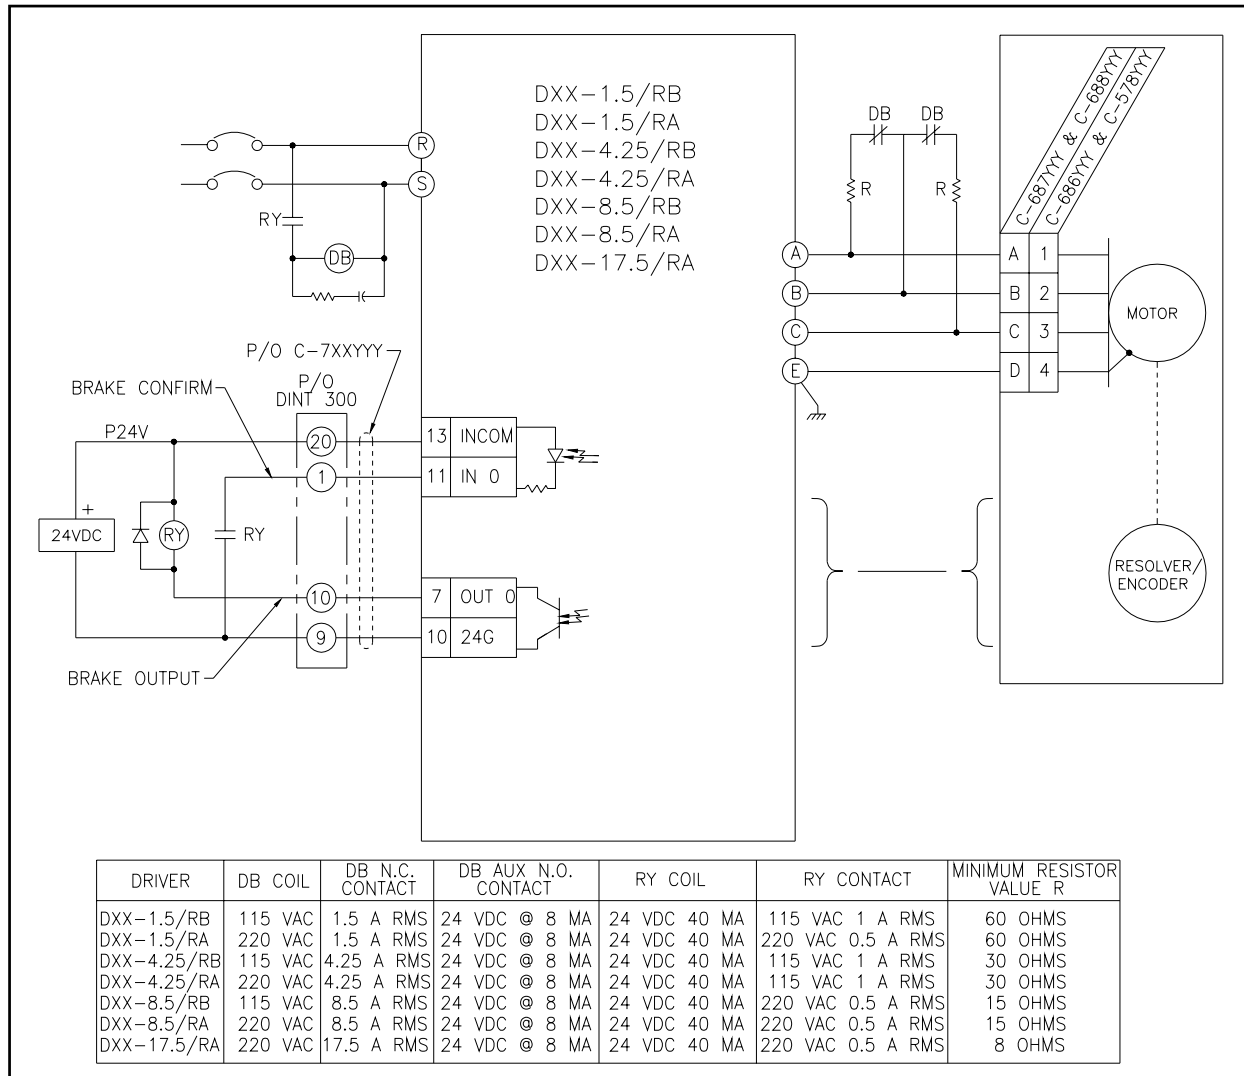 DXX-1.5/RB
DXX-1.5/RA
DXX-4.25/RB
DXX-4.25/RA
DXX-8.5/RB
DXX-8.5/RA
DXX-17.5/RA
R
S
RY
DB
DB DB
R R
C-687YYY & C-688YYY
C-686YYY & C-578YYY
A A 1
B B 2
C C 3
E D 4
MOTOR
RESOLVER/
ENCODER
P/O C-7XXYYY
BRAKE CONFIRM
P/O
DINT 300
P24V
20 13 INCOM
1 11 IN 0
+
24VDC
RY
RY
10 7 OUT 0
9 10 24G
BRAKE OUTPUT
DRIVER DB COIL DB N.C. CONTACT DB AUX N.O. CONTACT RY COIL RY CONTACT MINIMUM RESISTOR VALUE R
DXX-1.5/RB 115 VAC 1.5 A RMS 24 VDC @ 8 MA 24 VDC 40 MA 115 VAC 1 A RMS 60 OHMS
DXX-1.5/RA 220 VAC 1.5 A RMS 24 VDC @ 8 MA 24 VDC 40 MA 220 VAC 0.5 A RMS 60 OHMS
DXX-4.25/RB 115 VAC 4.25 A RMS 24 VDC @ 8 MA 24 VDC 40 MA 115 VAC 1 A RMS 30 OHMS
DXX-4.25/RA 220 VAC 4.25 A RMS 24 VDC @ 8 MA 24 VDC 40 MA 115 VAC 1 A RMS 30 OHMS
DXX-8.5/RB 115 VAC 8.5 A RMS 24 VDC @ 8 MA 24 VDC 40 MA 220 VAC 0.5 A RMS 15 OHMS
DXX-8.5/RA 220 VAC 8.5 A RMS 24 VDC @ 8 MA 24 VDC 40 MA 220 VAC 0.5 A RMS 15 OHMS
DXX-17.5/RA 220 VAC 17.5 A RMS 24 VDC @ 8 MA 24 VDC 40 MA 220 VAC 0.5 A RMS 8 OHMS